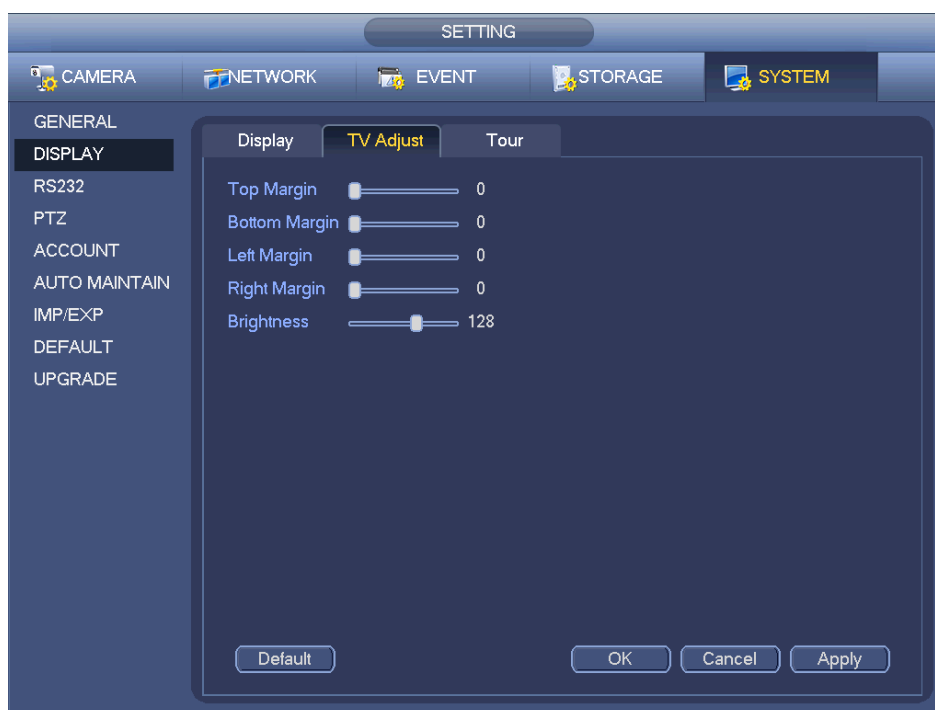 SETTING
CAMERA NETWORK EVENT STORAGE SYSTEM
GENERAL
DISPLAY
RS232
PTZ
ACCOUNT
AUTO MAINTAIN
IMP/EXP
DEFAULT
UPGRADE
Display TV Adjust Tour
Top Margin 0
Bottom Margin 0
Left Margin 0
Right Margin 0
Brightness 128
Default OK Cancel Apply